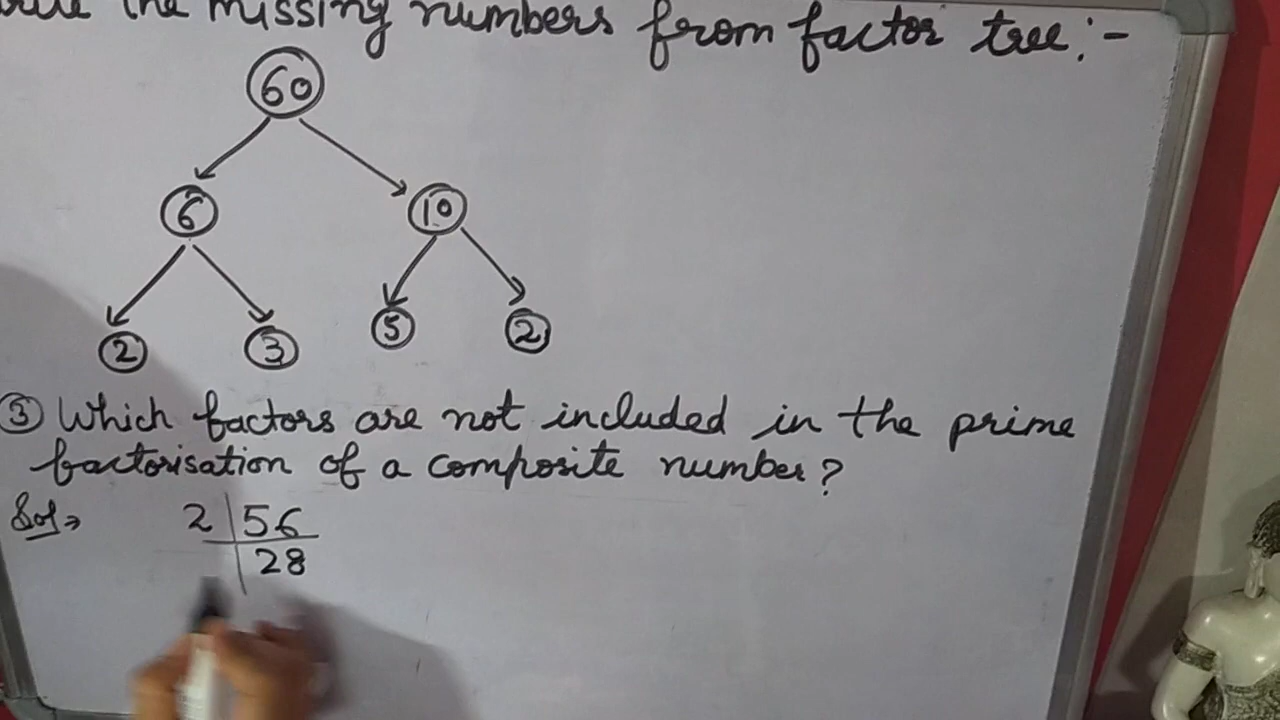 the missing numbers from factor tree:-
60
6 10
2 3 5 2
③ Which factors are not included in the prime
factorisation of a composite number?
Sol⇒ 2 | 56
28